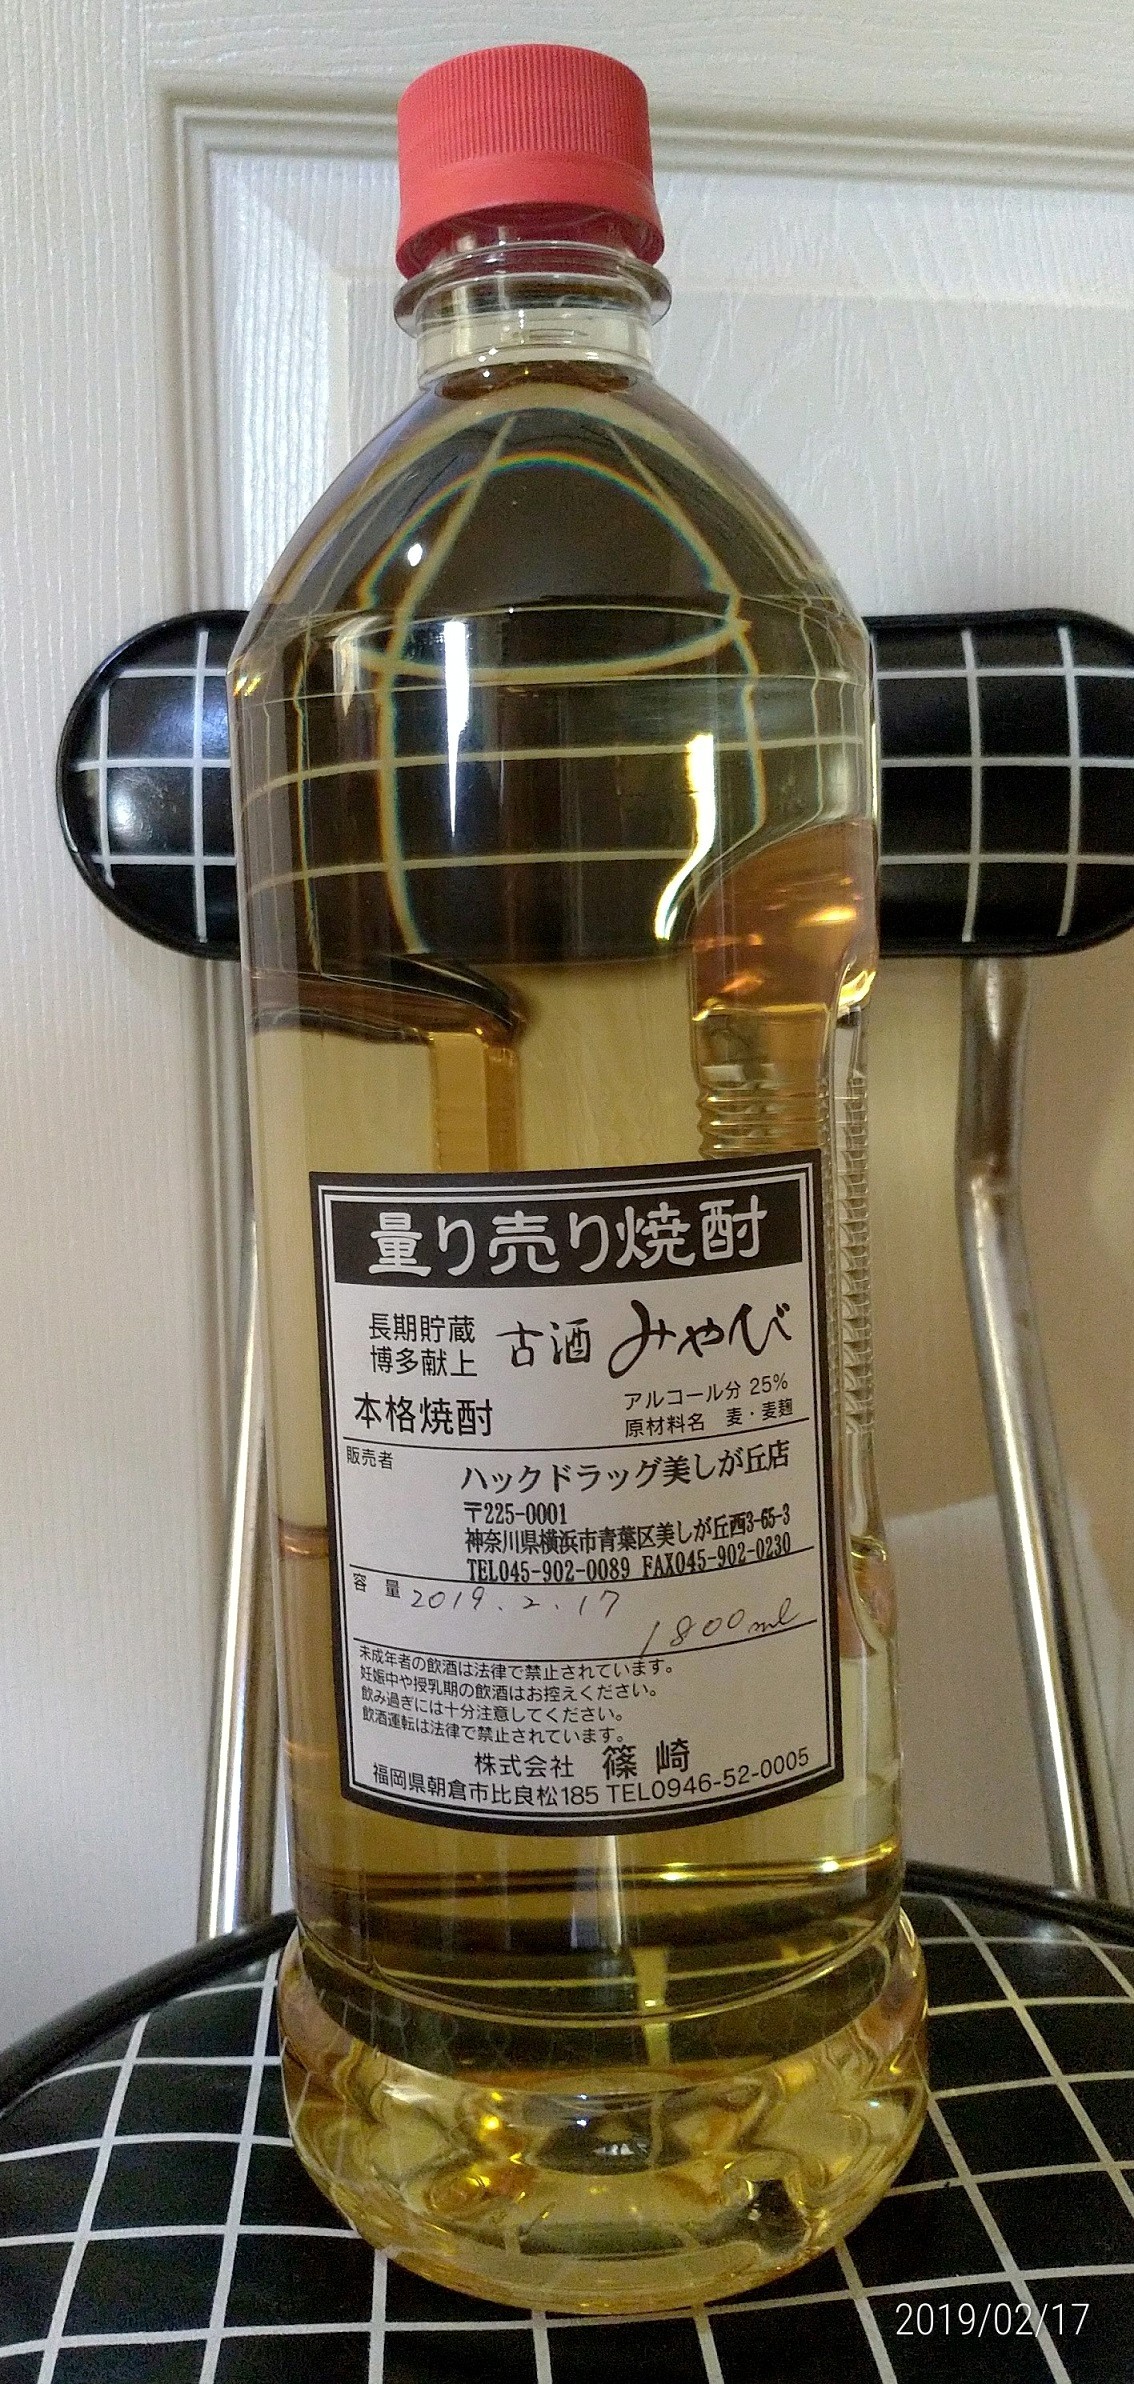 量り売り焼酎
長期貯蔵
博多献上
古酒 みやび
本格焼酎
アルコール分 25%
原材料名 麦・麦麹
販売者
ハックドラッグ美しが丘店
〒225-0001
神奈川県横浜市青葉区美しが丘西3-65-3
TEL045-902-0089 FAX045-902-0230
容 量 2019.2.17
1800ml
未成年者の飲酒は法律で禁止されています。
妊娠中や授乳期の飲酒はお控えください。
飲み過ぎには十分注意してください。
飲酒運転は法律で禁止されています。
株式会社 篠崎
福岡県朝倉市比良松185 TEL0946-52-0005
2019/02/17